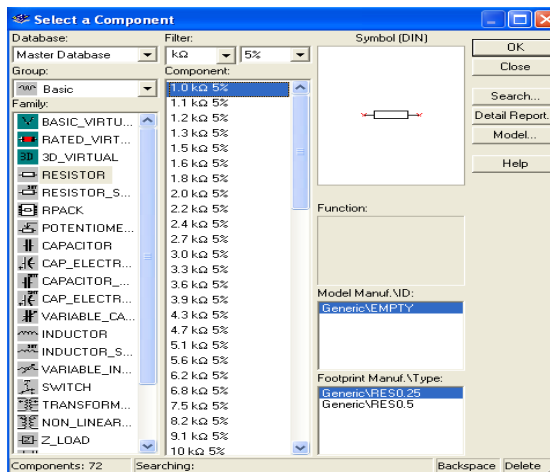 Select a Component
Database:
Master Database
Group:
Basic
Family:
BASIC_VIRTU...
RATED_VIRT...
3D 3D_VIRTUAL
RESISTOR
RESISTOR_S...
RPACK
POTENTIOME...
CAPACITOR
CAP_ELECTR...
CAPACITOR_...
CAP_ELECTR...
VARIABLE_CA...
INDUCTOR
INDUCTOR_S...
VARIABLE_IN...
SWITCH
TRANSFORM...
NON_LINEAR...
Z_LOAD
Filter:
kΩ 5%
Component:
1.0 kΩ 5%
1.1 kΩ 5%
1.2 kΩ 5%
1.3 kΩ 5%
1.5 kΩ 5%
1.6 kΩ 5%
1.8 kΩ 5%
2.0 kΩ 5%
2.2 kΩ 5%
2.4 kΩ 5%
2.7 kΩ 5%
3.0 kΩ 5%
3.3 kΩ 5%
3.6 kΩ 5%
3.9 kΩ 5%
4.3 kΩ 5%
4.7 kΩ 5%
5.1 kΩ 5%
5.6 kΩ 5%
6.2 kΩ 5%
6.8 kΩ 5%
7.5 kΩ 5%
8.2 kΩ 5%
9.1 kΩ 5%
10 kΩ 5%
Symbol (DIN)
Function:
Model Manuf.\ID:
Generic\EMPTY
Footprint Manuf.\Type:
Generic\RES0.25
Generic\RES0.5
OK
Close
Search...
Detail Report.
Model...
Help
Components: 72 Searching: Backspace Delete